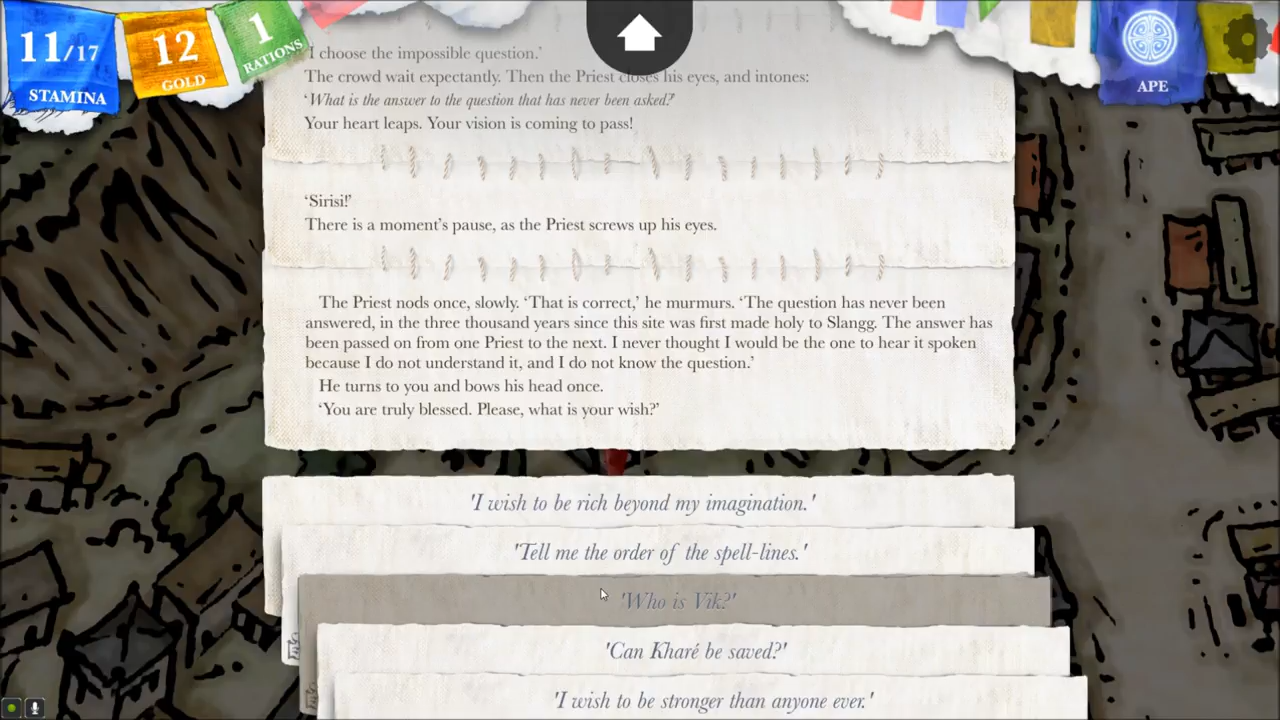 11/17
STAMINA
12
GOLD
1
RATIONS
APE
'I choose the impossible question.'
The crowd wait expectantly. Then the Priest closes his eyes, and intones:
'What is the answer to the question that has never been asked?'
Your heart leaps. Your vision is coming to pass!
'Sirisi!'
There is a moment's pause, as the Priest screws up his eyes.
The Priest nods once, slowly. 'That is correct,' he murmurs. 'The question has never been
answered, in the three thousand years since this site was first made holy to Slangg. The answer has
been passed on from one Priest to the next. I never thought I would be the one to hear it spoken
because I do not understand it, and I do not know the question.'
He turns to you and bows his head once.
'You are truly blessed. Please, what is your wish?'
'I wish to be rich beyond my imagination.'
'Tell me the order of the spell-lines.'
'Who is Vik?'
'Can Kharé be saved?'
'I wish to be stronger than anyone ever.'